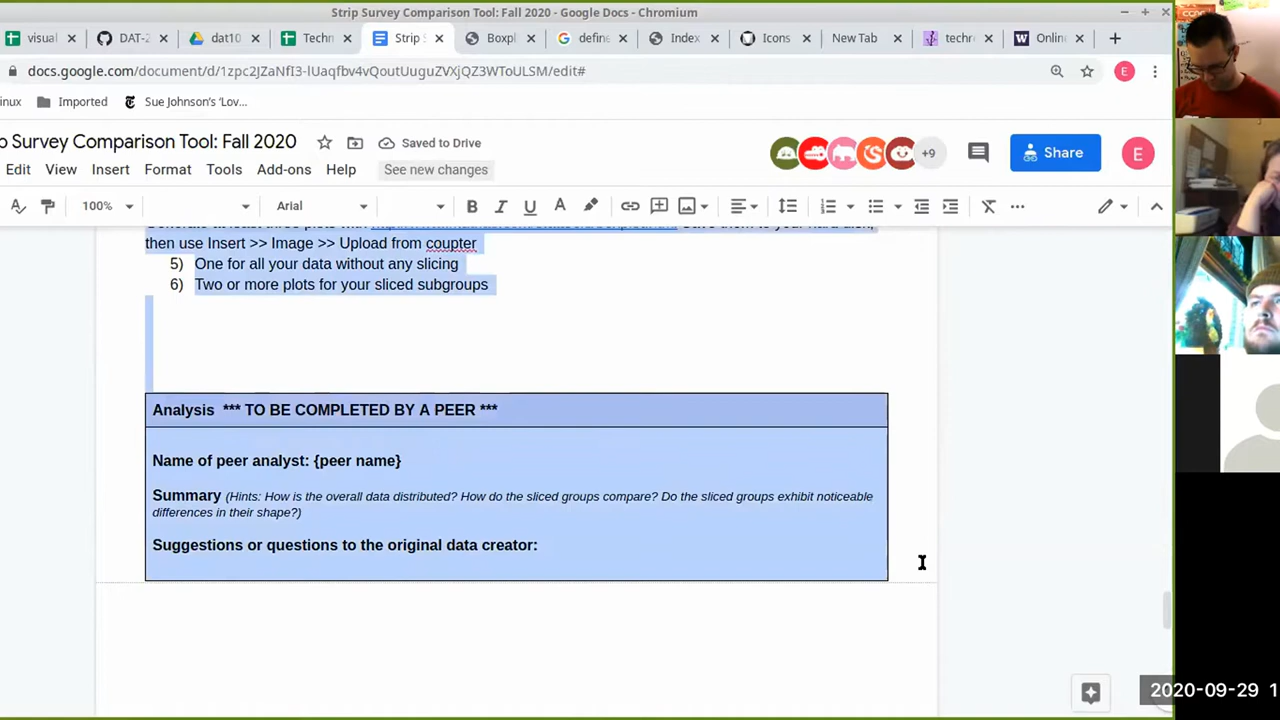 Strip Survey Comparison Tool: Fall 2020 - Google Docs - Chromium
visual
DAT-2
dat10
Techn
Strip S
Boxpl
define
Index
Icons
New Tab
techn
Onlin
docs.google.com/document/d/1zpc2JZaNfI3-lUaqfbv4vQoutUuguZVXjQZ3WToULSM/edit#
E
inux
Imported
Sue Johnson's 'Lov...
p Survey Comparison Tool: Fall 2020
Saved to Drive
+9
Share
E
Edit View Insert Format Tools Add-ons Help See new changes
100%
Arial
B I U A
then use Insert >> Image >> Upload from coupter
5) One for all your data without any slicing
6) Two or more plots for your sliced subgroups
Analysis *** TO BE COMPLETED BY A PEER ***
Name of peer analyst: {peer name}
Summary (Hints: How is the overall data distributed? How do the sliced groups compare? Do the sliced groups exhibit noticeable
differences in their shape?)
Suggestions or questions to the original data creator:
2020-09-29 1